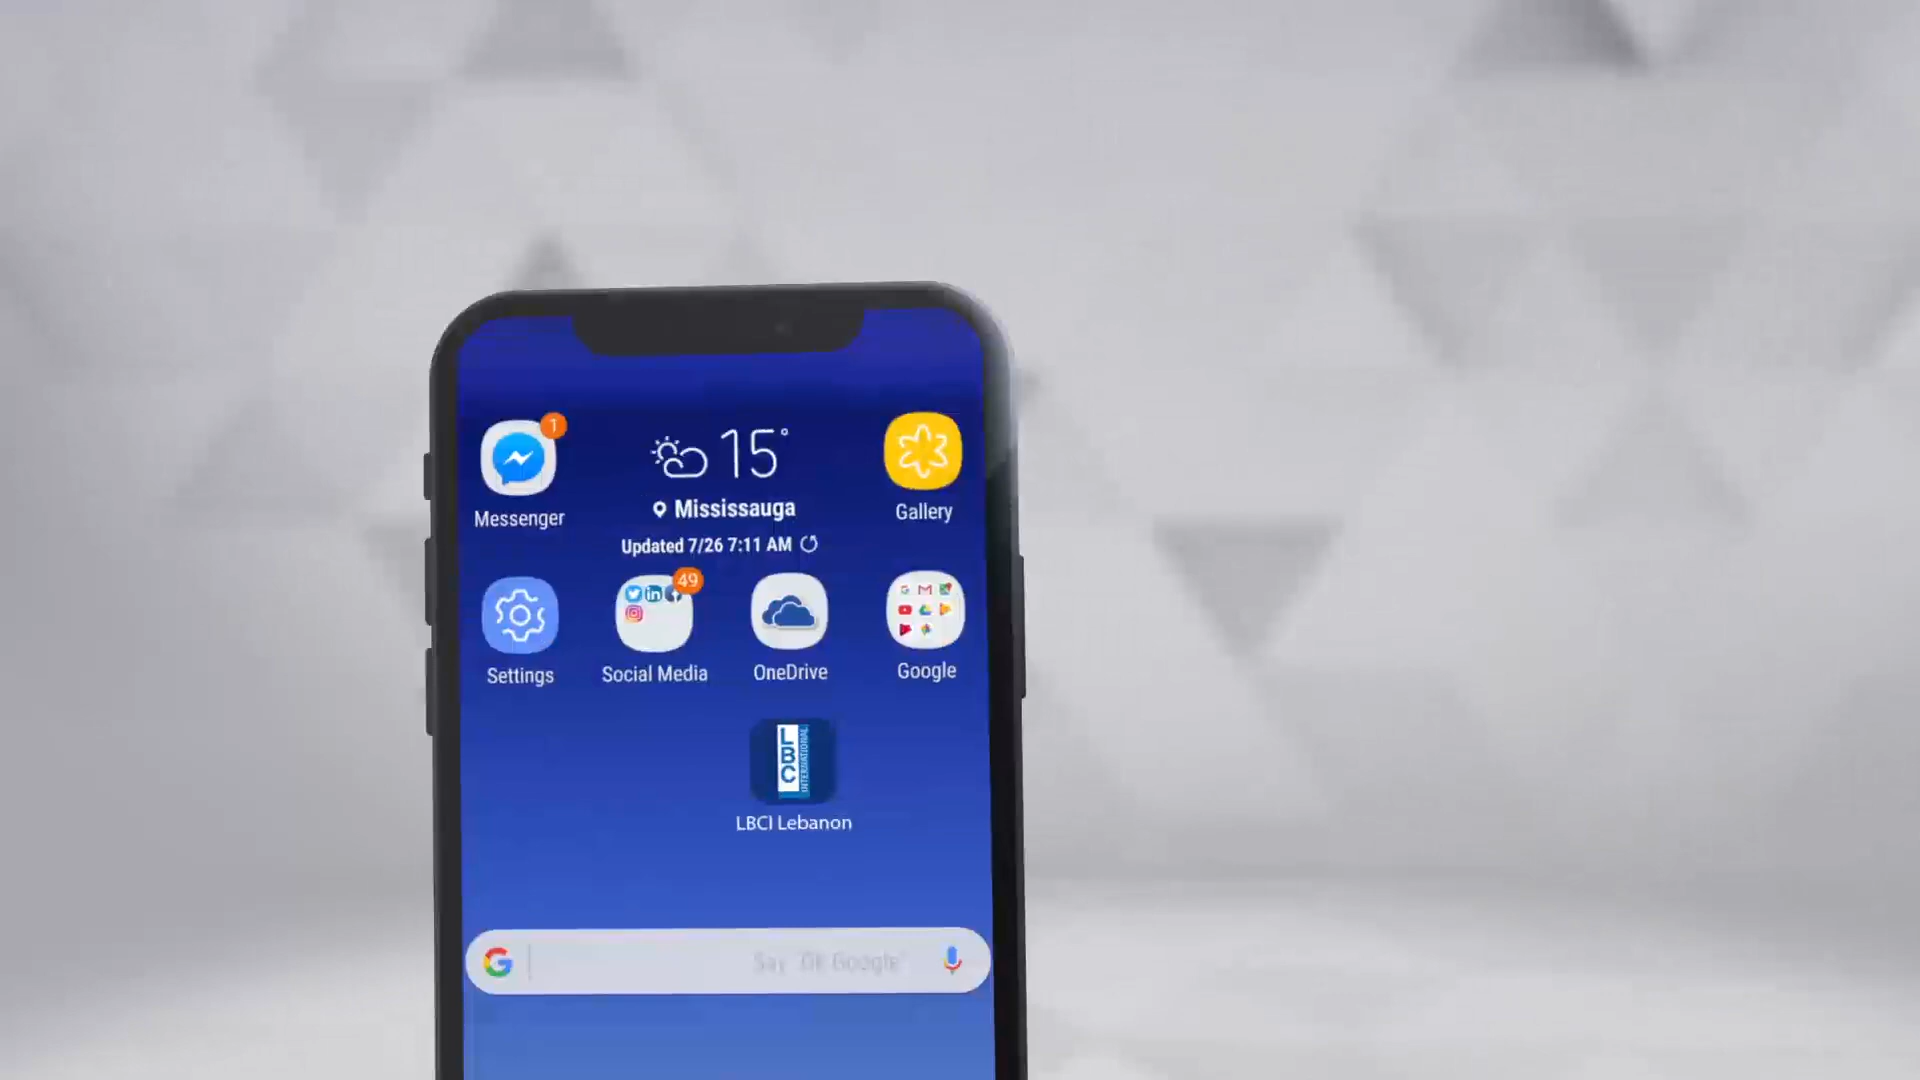 1
15°
Mississauga
Updated 7/26 7:11 AM
Messenger
Gallery
49
Settings
Social Media
OneDrive
Google
LBC
INTERNATIONAL
LBCI Lebanon
Say "Ok Google"